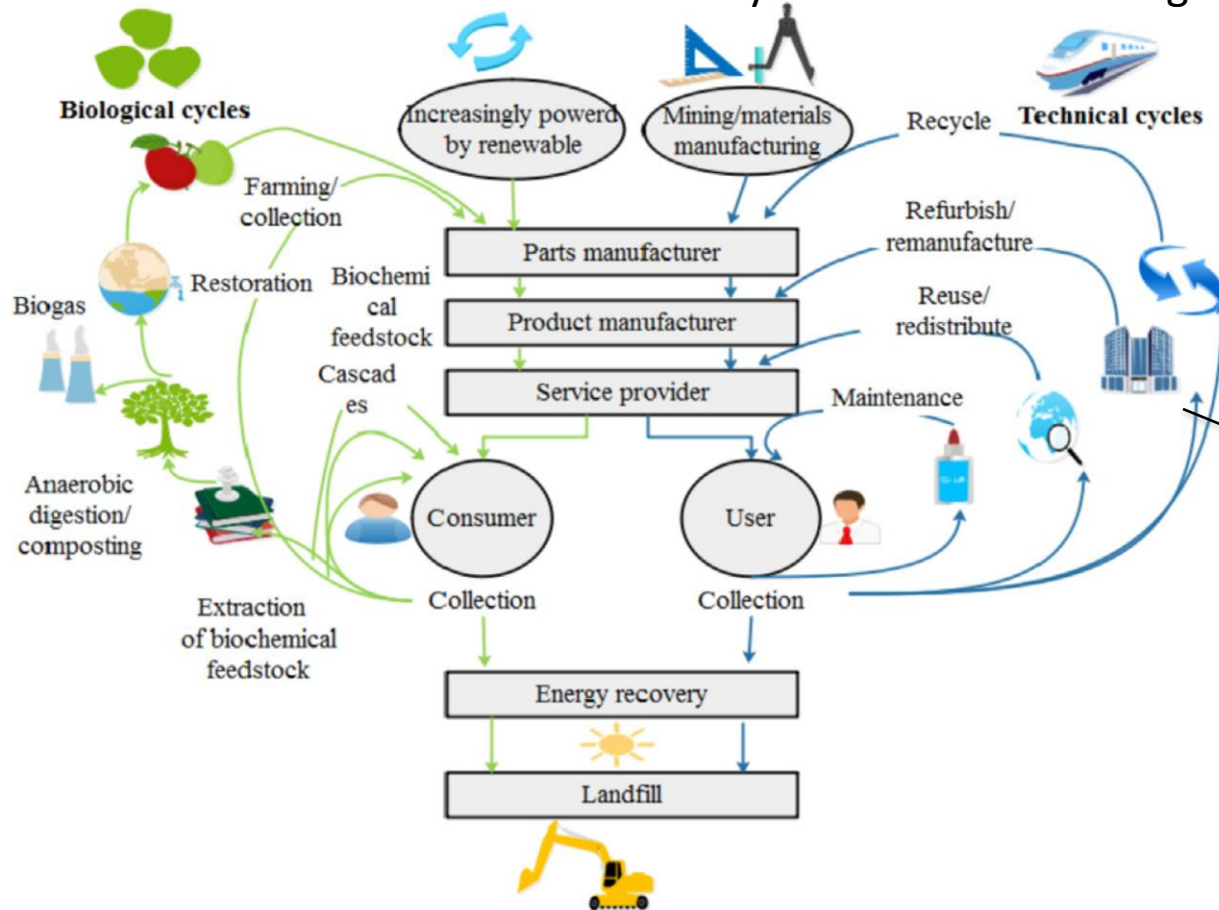 Biological cycles
Increasingly powerd
by renewable
Mining/materials
manufacturing
Recycle
Technical cycles
Farming/
collection
Refurbish/
remanufacture
Parts manufacturer
Restoration
Biochemi
cal
feedstock
Biogas
Product manufacturer
Reuse/
redistribute
Cascad
es
Service provider
Maintenance
Anaerobic
digestion/
composting
Consumer
User
Collection
Collection
Extraction
of biochemical
feedstock
Energy recovery
Landfill